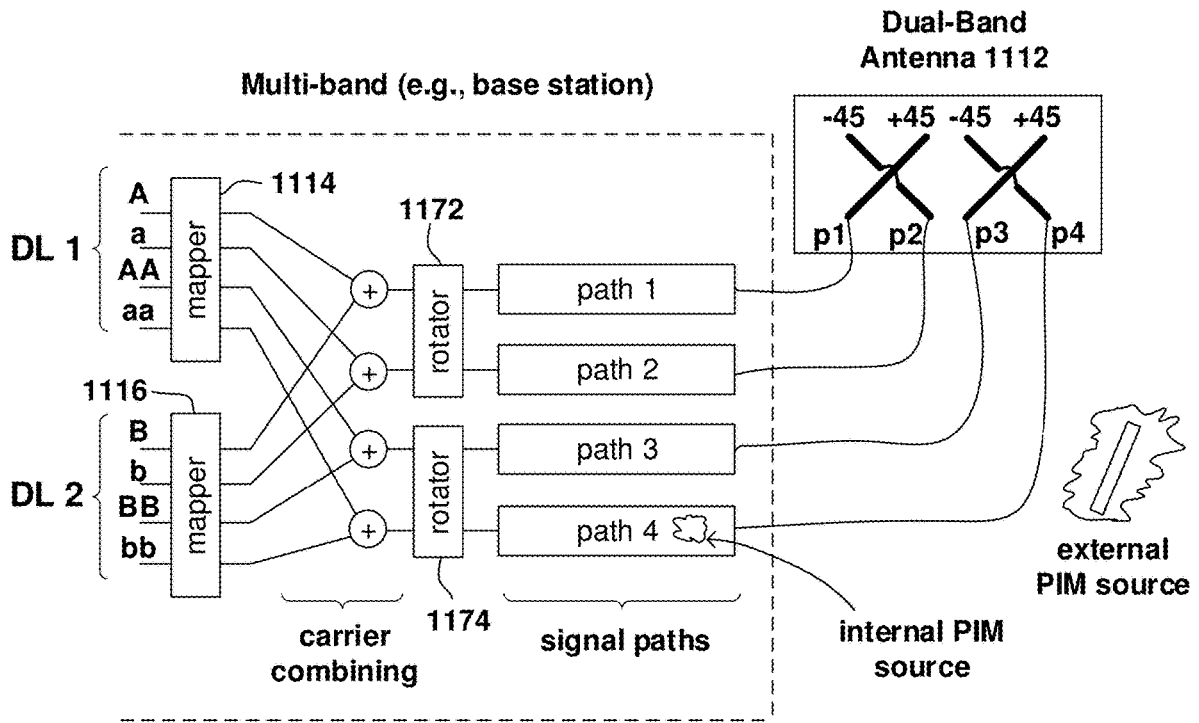 Dual-Band
Antenna 1112
Multi-band (e.g., base station)
-45 +45 -45 +45
p1 p2 p3 p4
DL 1
A
a
AA
aa
mapper
1114
1172
rotator
path 1
path 2
1116
DL 2
B
b
BB
bb
mapper
rotator
1174
path 3
path 4
+
+
+
+
carrier
combining
signal paths
internal PIM
source
external
PIM source